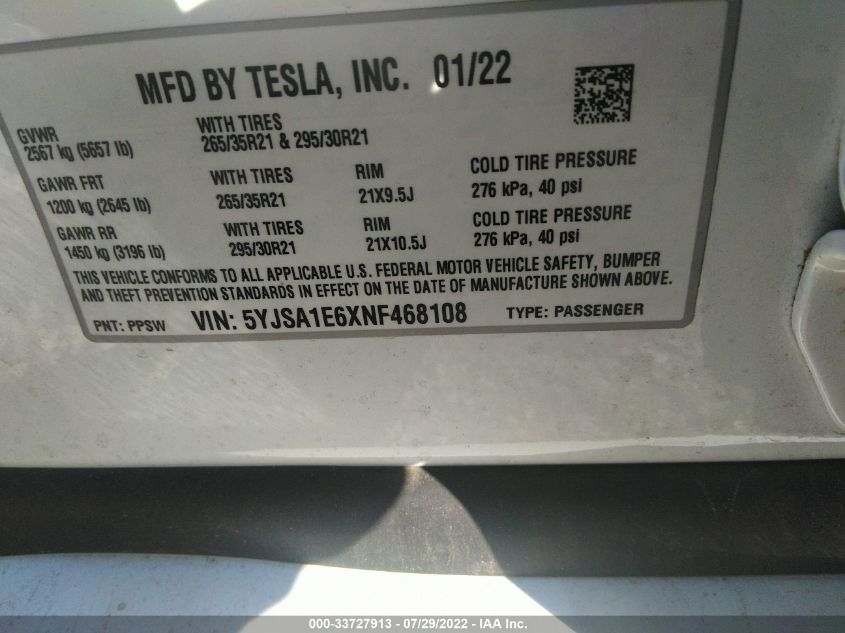 MFD BY TESLA, INC. 01/22
GVWR
2567 kg (5657 lb)
WITH TIRES
265/35R21 & 295/30R21
GAWR FRT
1200 kg (2645 lb)
WITH TIRES
265/35R21
RIM
21X9.5J
COLD TIRE PRESSURE
276 kPa, 40 psi
GAWR RR
1450 kg (3196 lb)
WITH TIRES
295/30R21
RIM
21X10.5J
COLD TIRE PRESSURE
276 kPa, 40 psi
THIS VEHICLE CONFORMS TO ALL APPLICABLE U.S. FEDERAL MOTOR VEHICLE SAFETY, BUMPER
AND THEFT PREVENTION STANDARDS IN EFFECT ON THE DATE OF MANUFACTURE SHOWN ABOVE.
PNT: PPSW VIN: 5YJSA1E6XNF468108 TYPE: PASSENGER
000-33727913 - 07/29/2022 - IAA Inc.